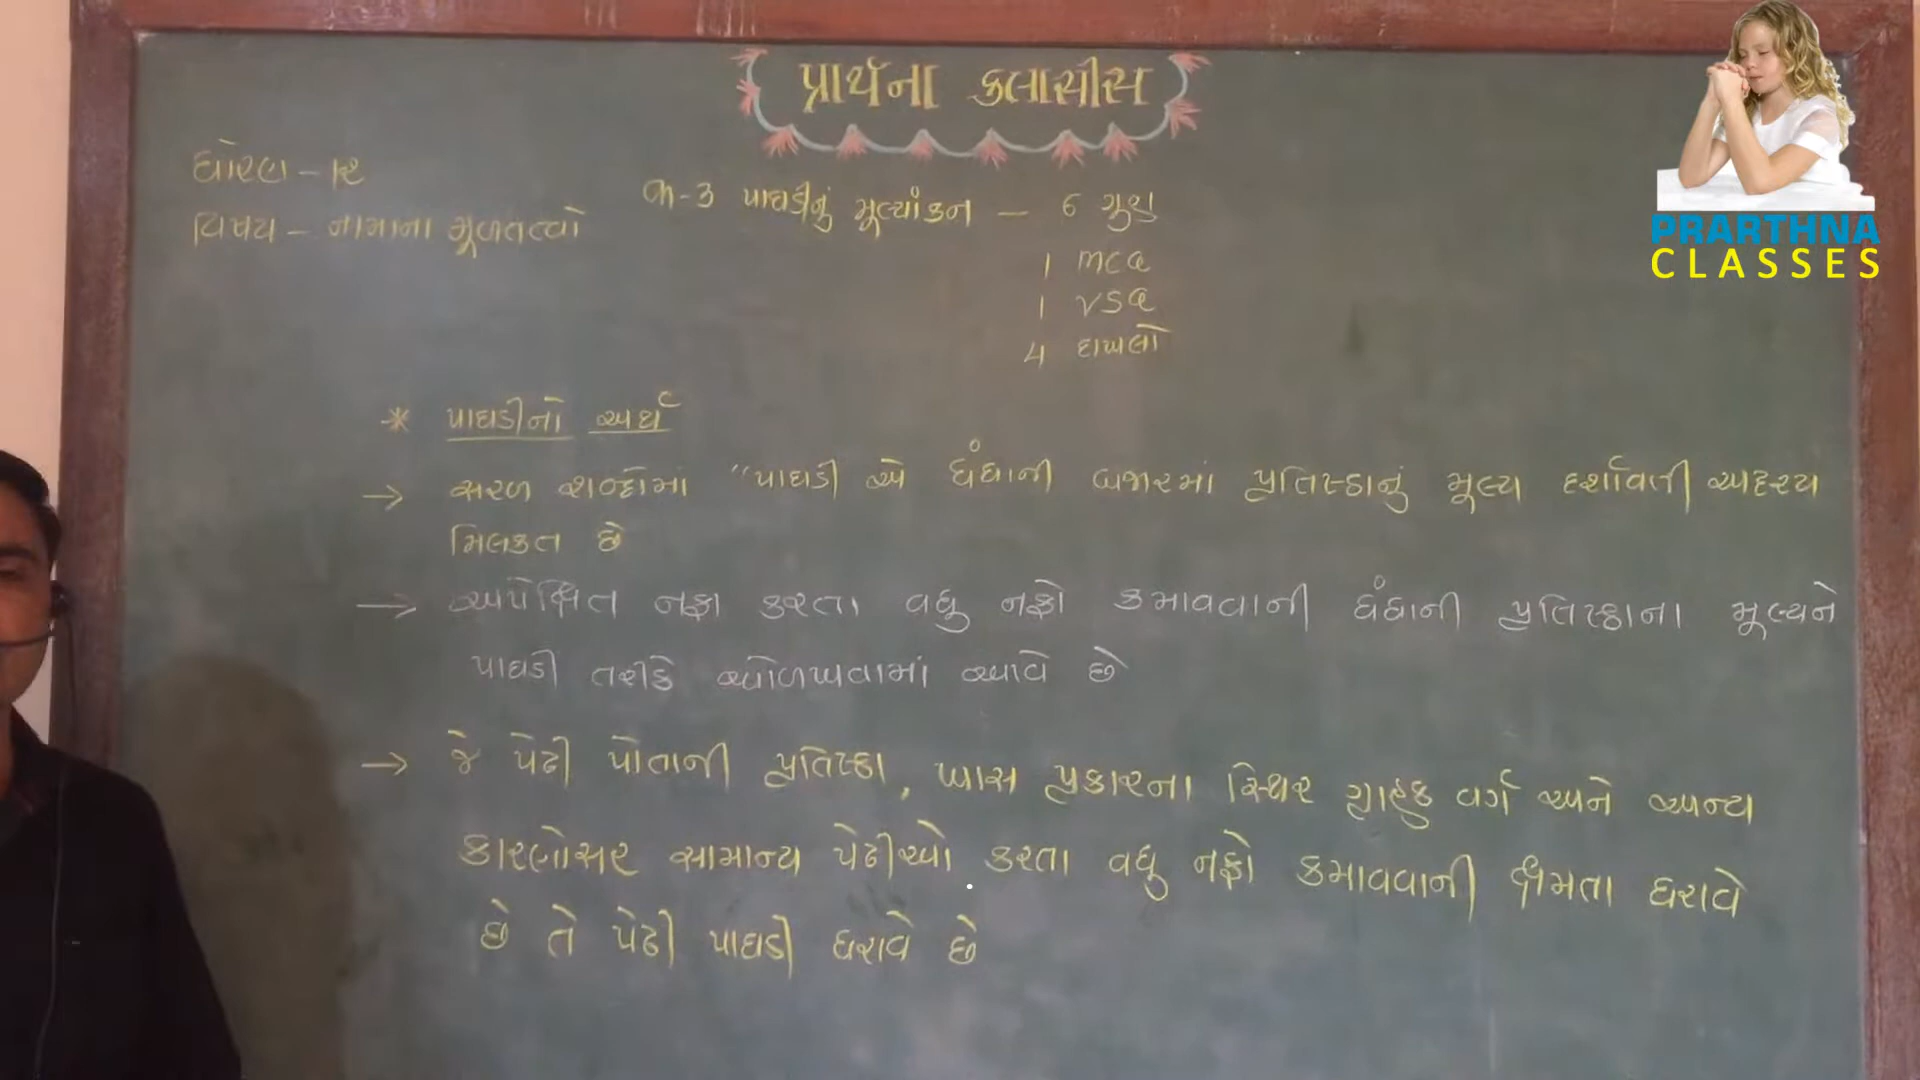 પ્રાર્થના કલાસીસ
PRARTHNA
CLASSES
ધોરણ - ૧૨
વિષય - નામાના મૂળતત્વો
પાઘડીનું મૂલ્યાંકન - 6 ગુણ
1 MCQ
1 VSQ
4 દાખલો
* પાઘડીનો અર્થ
→ સરળ શબ્દોમાં "પાઘડી એ ધંધાની બજારમાં પ્રતિષ્ઠાનું મૂલ્ય દર્શાવતી અદ્રશ્ય
મિલકત છે
→ અપેક્ષિત નફા કરતા વધુ નફો કમાવવાની ધંધાની પ્રતિષ્ઠાના મૂલ્યને
પાઘડી તરીકે ઓળખવામાં આવે છે
→ જે પેઢી પોતાની પ્રતિષ્ઠા, ખાસ પ્રકારના સ્થિર ગ્રાહક વર્ગ અને અન્ય
કારણોસર સામાન્ય પેઢીઓ કરતા વધુ નફો કમાવવાની ક્ષમતા ધરાવે
છે તે પેઢી પાઘડી ધરાવે છે